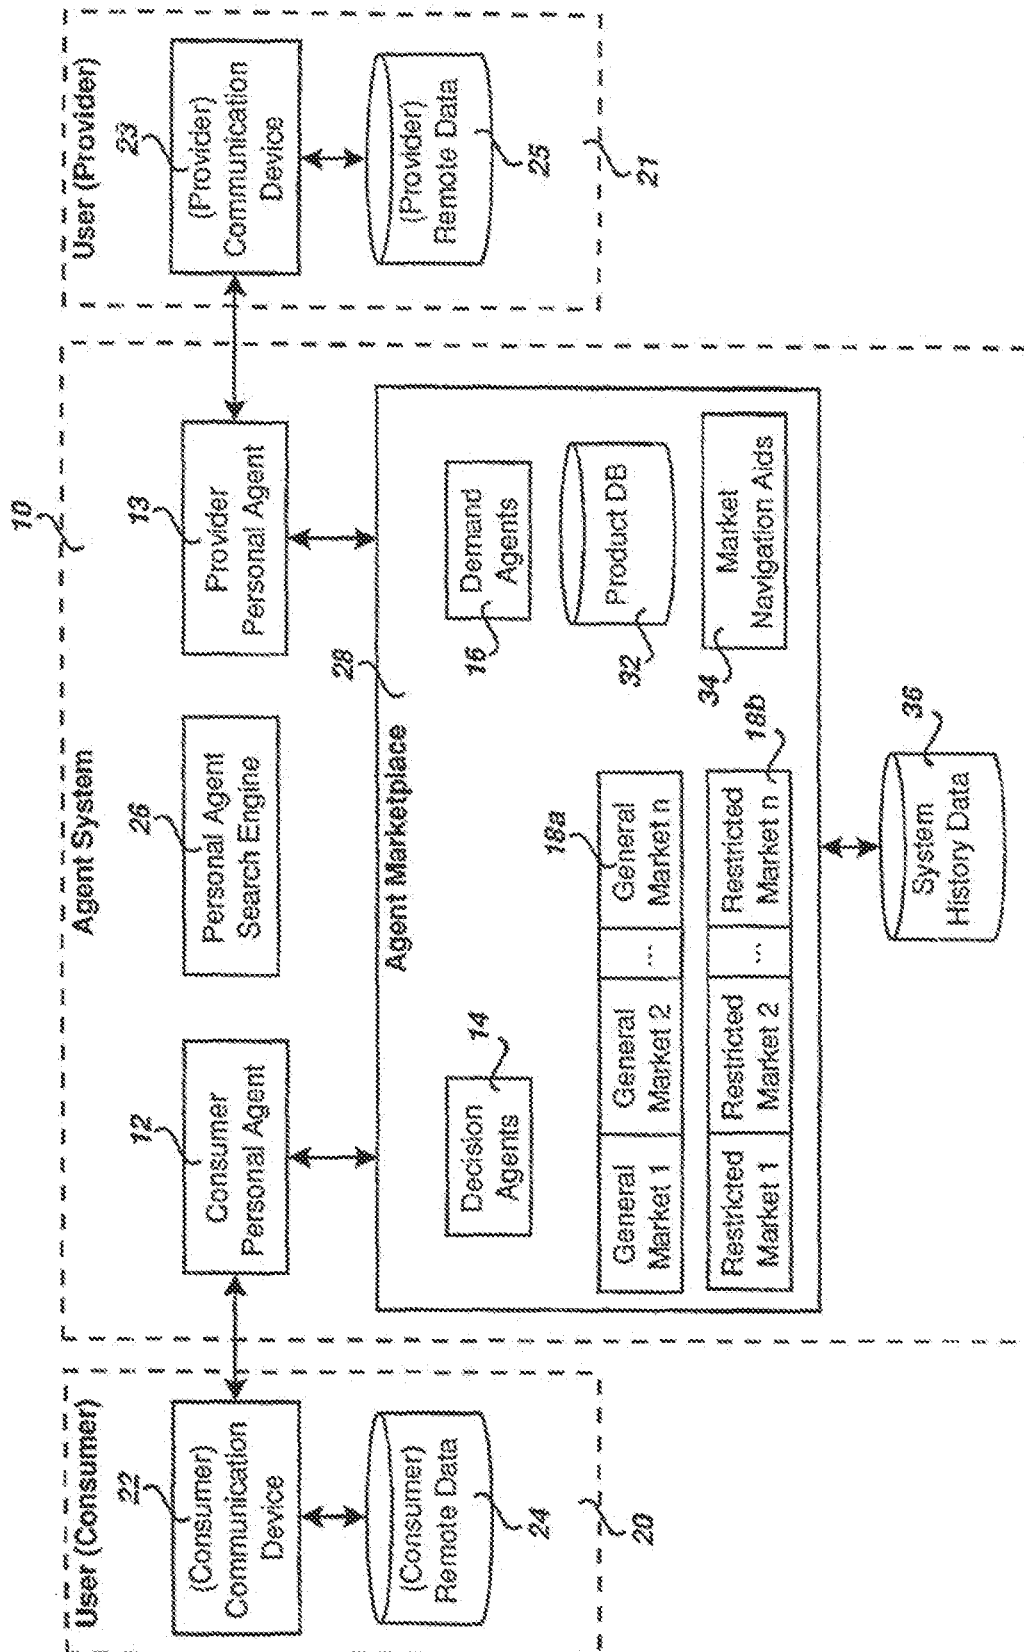 User (Consumer)
22
(Consumer)
Communication
Device
(Consumer)
Remote Data
24
20
Agent System
10
12
Consumer
Personal Agent
26
Personal Agent
Search Engine
13
Provider
Personal Agent
28
Agent Marketplace
14
Decision
Agents
16
Demand
Agents
18a
General
Market 1
General
Market 2
...
General
Market n
18b
Restricted
Market 1
Restricted
Market 2
...
Restricted
Market n
32
Product DB
34
Market
Navigation Aids
36
System
History Data
User (Provider)
23
(Provider)
Communication
Device
(Provider)
Remote Data
25
21